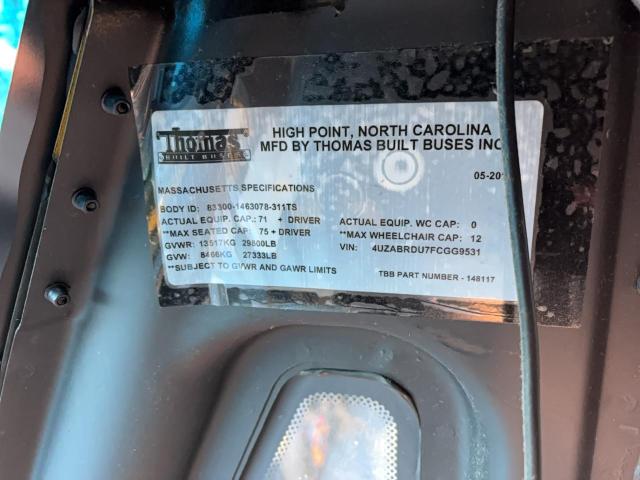 Thomas
BUILT BUSES
HIGH POINT, NORTH CAROLINA
MFD BY THOMAS BUILT BUSES INC
05-201
MASSACHUSETTS SPECIFICATIONS
BODY ID: 83300-1463078-311TS
ACTUAL EQUIP. CAP.: 71 + DRIVER ACTUAL EQUIP. WC CAP: 0
**MAX SEATED CAP: 75 + DRIVER **MAX WHEELCHAIR CAP: 12
GVWR: 13517KG 29800LB VIN: 4UZABRDU7FCGG9531
GVW: 8466KG 27333LB
**SUBJECT TO GVWR AND GAWR LIMITS TBB PART NUMBER - 148117